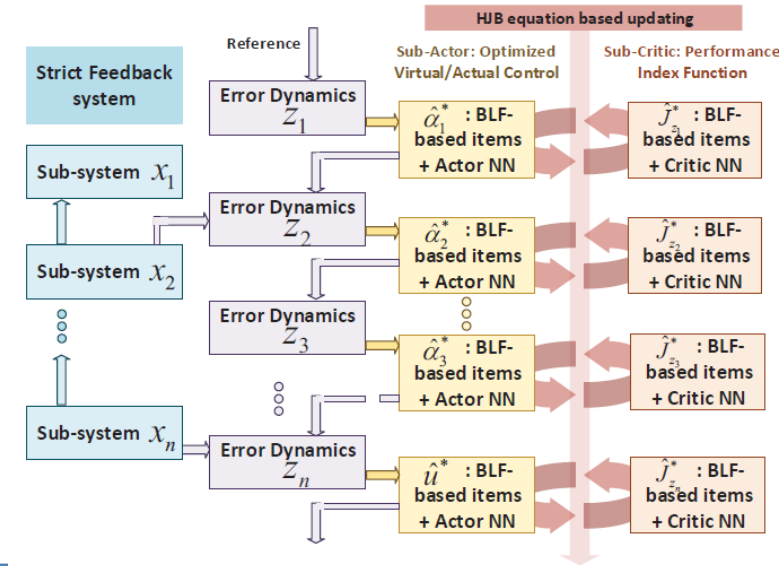 HJB equation based updating
Reference
Sub-Actor: Optimized
Virtual/Actual Control
Sub-Critic: Performance
Index Function
Strict Feedback
system
Error Dynamics
z₁
α̂₁* : BLF-
based items
+ Actor NN
Ĵ*_{z₁} : BLF-
based items
+ Critic NN
Sub-system x₁
Error Dynamics
z₂
α̂₂* : BLF-
based items
+ Actor NN
Ĵ*_{z₂} : BLF-
based items
+ Critic NN
Sub-system x₂
Error Dynamics
z₃
α̂₃* : BLF-
based items
+ Actor NN
Ĵ*_{z₃} : BLF-
based items
+ Critic NN
Sub-system xₙ
Error Dynamics
zₙ
û* : BLF-
based items
+ Actor NN
Ĵ*_{zₙ} : BLF-
based items
+ Critic NN